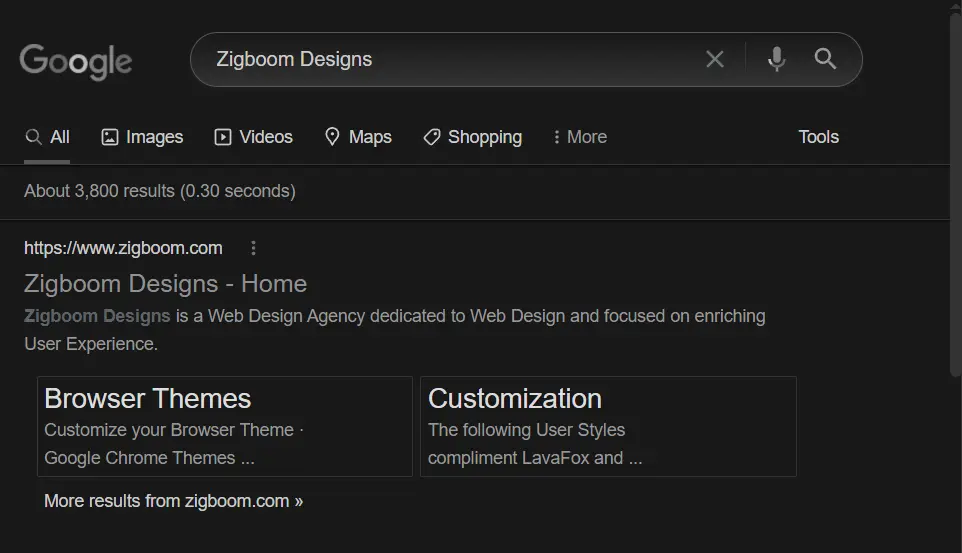 Google
Zigboom Designs
All Images Videos Maps Shopping More Tools
About 3,800 results (0.30 seconds)
https://www.zigboom.com
Zigboom Designs - Home
Zigboom Designs is a Web Design Agency dedicated to Web Design and focused on enriching
User Experience.
Browser Themes
Customize your Browser Theme ·
Google Chrome Themes ...
Customization
The following User Styles
compliment LavaFox and ...
More results from zigboom.com »